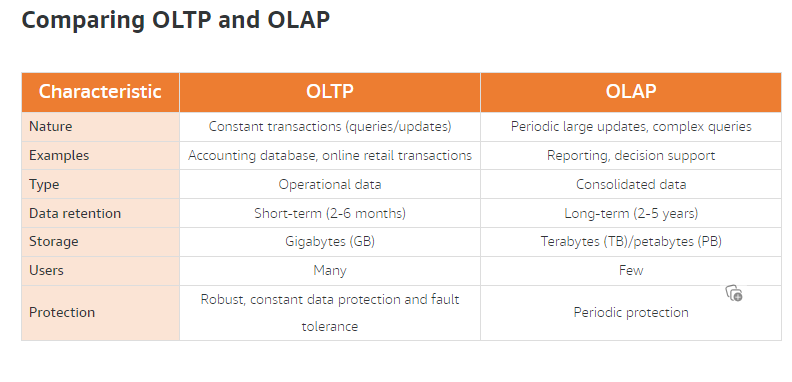 Comparing OLTP and OLAP
Characteristic OLTP OLAP
Nature Constant transactions (queries/updates) Periodic large updates, complex queries
Examples Accounting database, online retail transactions Reporting, decision support
Type Operational data Consolidated data
Data retention Short-term (2-6 months) Long-term (2-5 years)
Storage Gigabytes (GB) Terabytes (TB)/petabytes (PB)
Users Many Few
Protection Robust, constant data protection and fault
tolerance Periodic protection